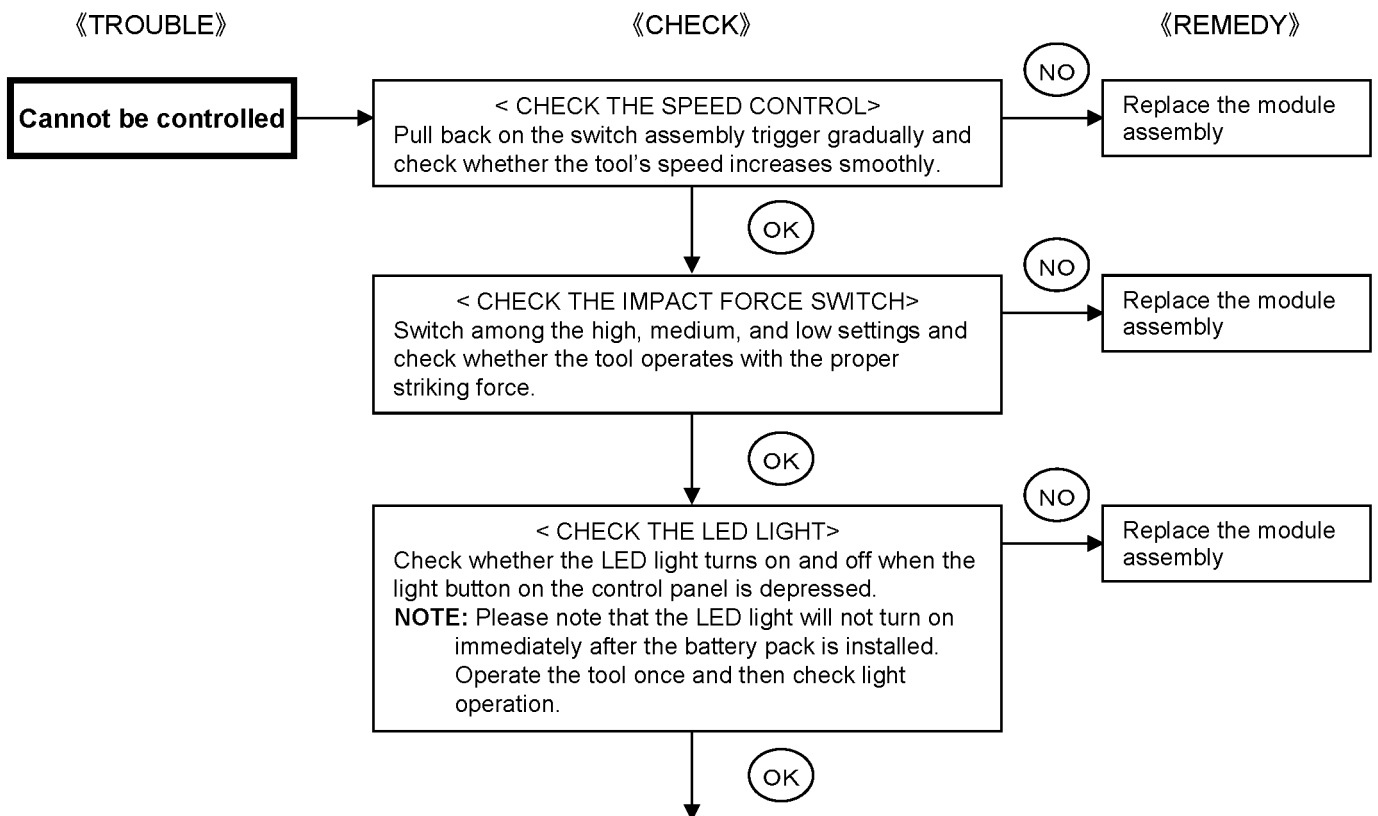 《TROUBLE》
《CHECK》
《REMEDY》
Cannot be controlled
< CHECK THE SPEED CONTROL>
Pull back on the switch assembly trigger gradually and
check whether the tool's speed increases smoothly.
NO
Replace the module
assembly
OK
< CHECK THE IMPACT FORCE SWITCH>
Switch among the high, medium, and low settings and
check whether the tool operates with the proper
striking force.
NO
Replace the module
assembly
OK
< CHECK THE LED LIGHT>
Check whether the LED light turns on and off when the
light button on the control panel is depressed.
NOTE: Please note that the LED light will not turn on
immediately after the battery pack is installed.
Operate the tool once and then check light
operation.
NO
Replace the module
assembly
OK